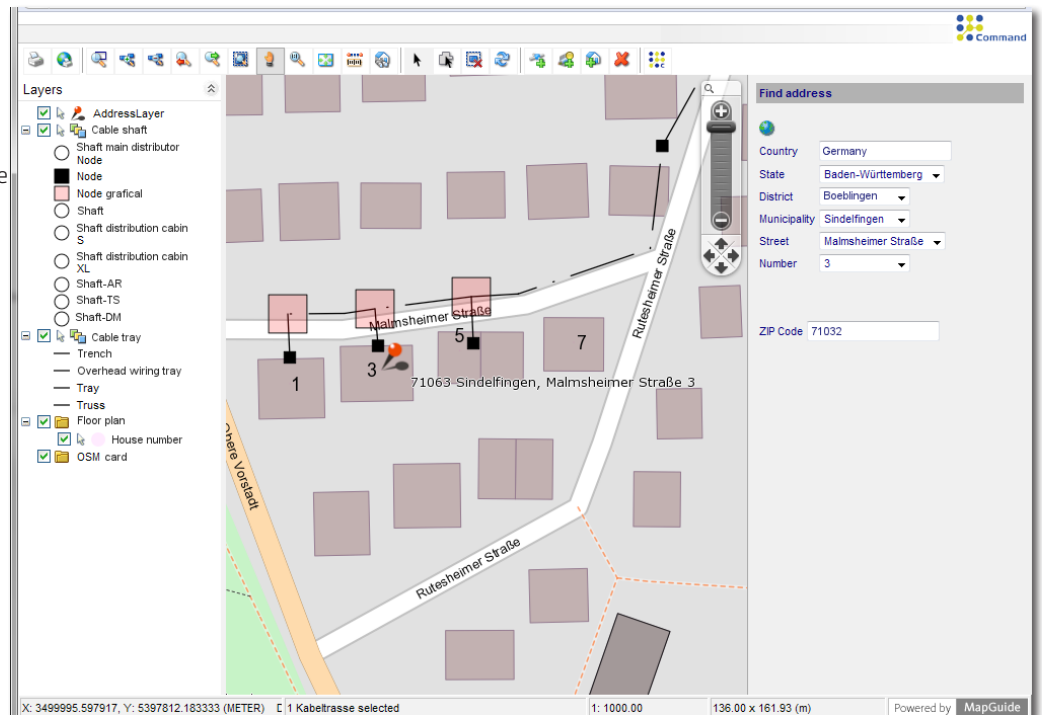 Command
Layers
AddressLayer
Cable shaft
Shaft main distributor
Node
Node
Node grafical
Shaft
Shaft distribution cabin
S
Shaft distribution cabin
XL
Shaft-AR
Shaft-TS
Shaft-DM
Cable tray
Trench
Overhead wiring tray
Tray
Truss
Floor plan
House number
OSM card
Malmsheimer Straße
Rutesheimer Straße
1
3
5
7
71063 Sindelfingen, Malmsheimer Straße 3
Obere Vorstadt
Rutesheimer Straße
Find address
Country Germany
State Baden-Württemberg
District Boeblingen
Municipality Sindelfingen
Street Malmsheimer Straße
Number 3
ZIP Code 71032
X: 3499995.597917, Y: 5397812.183333 (METER)
1 Kabeltrasse selected
1: 1000.00
136.00 x 161.93 (m)
Powered by MapGuide